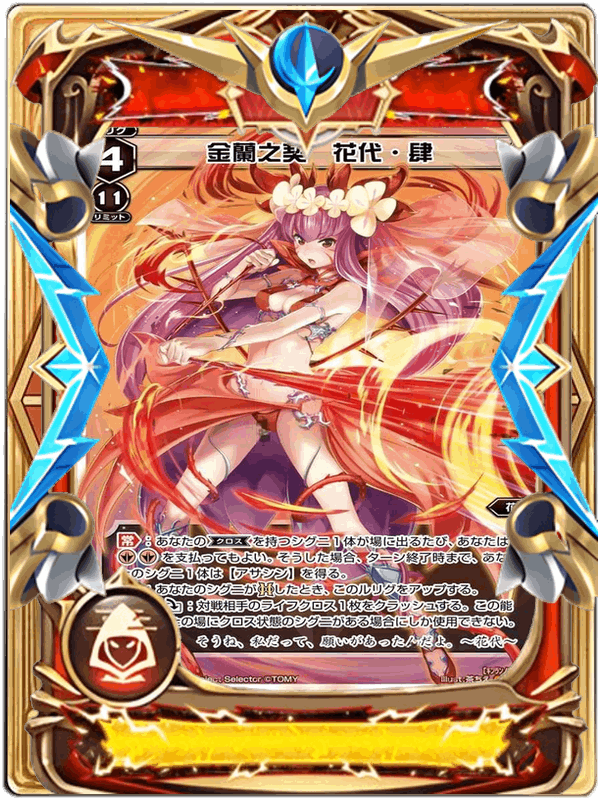 4
金蘭之契 花代・肆
11
リミット
花
常：あなたの クロス を持つシグニ1体が場に出るたび、あなたは
を支払ってもよい。そうした場合、ターン終了時まで、あな
のシグニ1体は【アサシン】を得る。
あなたのシグニが したとき、このルリグをアップする。
：対戦相手のライフクロス1枚をクラッシュする。この能
の場にクロス状態のシグニがある場合にしか使用できない。
そうね、私だって、願いがあったんだよ。～花代～
Selector ©TOMY
Illust.